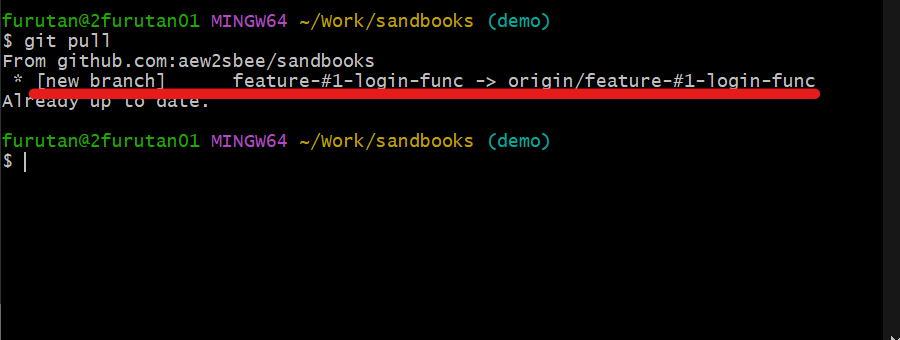 furutan@2furutan01 MINGW64 ~/Work/sandbooks (demo)
$ git pull
From github.com:aew2sbee/sandbooks
 * [new branch]      feature-#1-login-func -> origin/feature-#1-login-func
Already up to date.
furutan@2furutan01 MINGW64 ~/Work/sandbooks (demo)
$